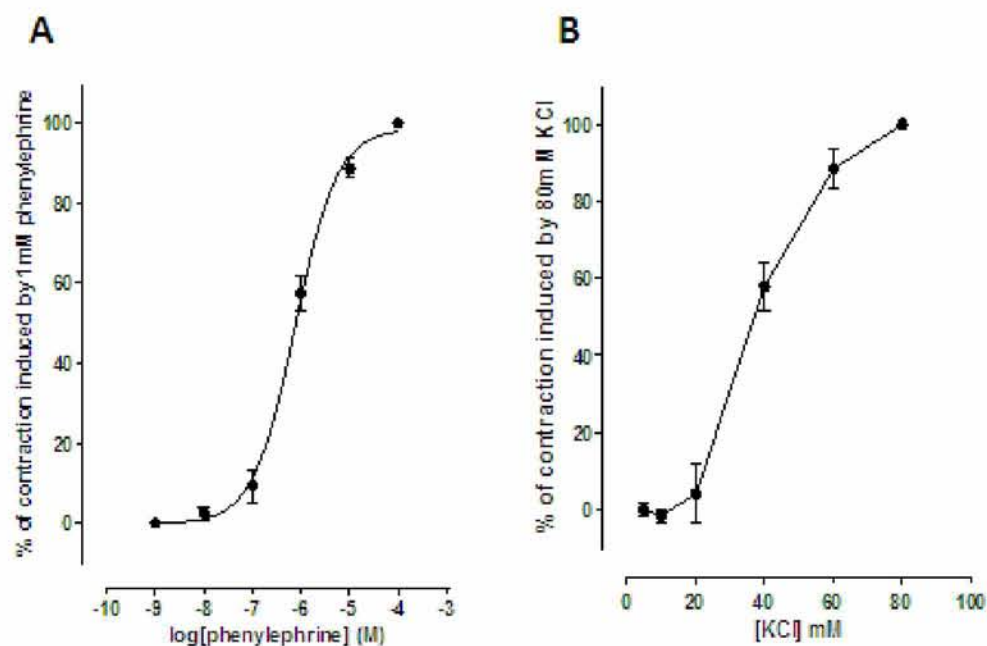 A
% of contraction induced by 1mM phenylephrine
100
80
60
40
20
0
-10 -9 -8 -7 -6 -5 -4 -3
log[phenylephrine] (M)
B
% of contraction induced by 80mM KCl
100
80
60
40
20
0
0 20 40 60 80 100
[KCl] mM